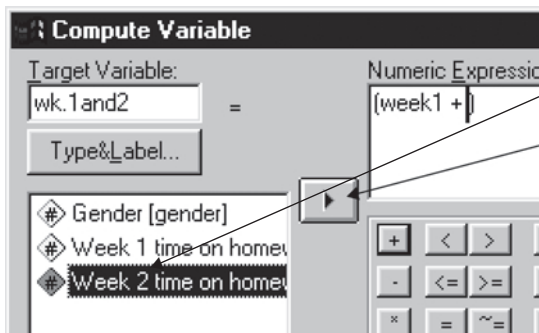 Compute Variable
Target Variable:
Numeric Expressio
wk.1and2
=
(week1 + )
Type&Label...
Gender [gender]
Week 1 time on homew
Week 2 time on homew
+ < >
- <= >=
* = ~=